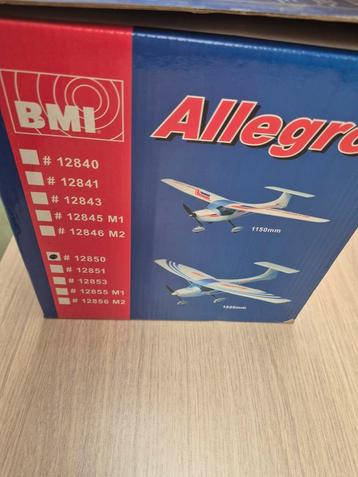 BMI
Allegro
# 12840
# 12841
# 12843
# 12845 M1
# 12846 M2
1150mm
# 12850
# 12851
# 12853
# 12855 M1
# 12856 M2